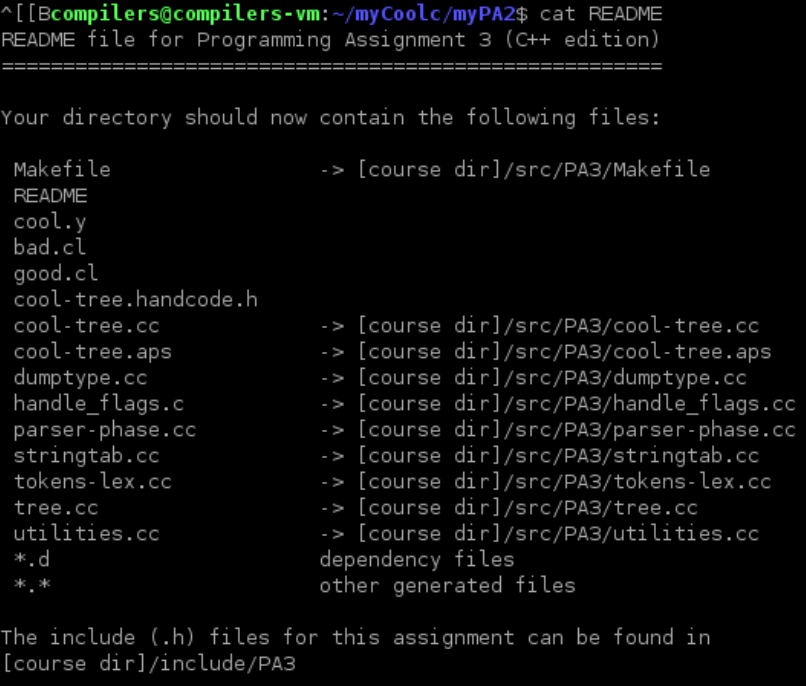 ^[[Bcompilers@compilers-vm:~/myCoolc/myPA2$ cat README
README file for Programming Assignment 3 (C++ edition)
=====================================================
Your directory should now contain the following files:
Makefile -> [course dir]/src/PA3/Makefile
README
cool.y
bad.cl
good.cl
cool-tree.handcode.h
cool-tree.cc -> [course dir]/src/PA3/cool-tree.cc
cool-tree.aps -> [course dir]/src/PA3/cool-tree.aps
dumptype.cc -> [course dir]/src/PA3/dumptype.cc
handle_flags.c -> [course dir]/src/PA3/handle_flags.cc
parser-phase.cc -> [course dir]/src/PA3/parser-phase.cc
stringtab.cc -> [course dir]/src/PA3/stringtab.cc
tokens-lex.cc -> [course dir]/src/PA3/tokens-lex.cc
tree.cc -> [course dir]/src/PA3/tree.cc
utilities.cc -> [course dir]/src/PA3/utilities.cc
*.d dependency files
*.* other generated files
The include (.h) files for this assignment can be found in
[course dir]/include/PA3